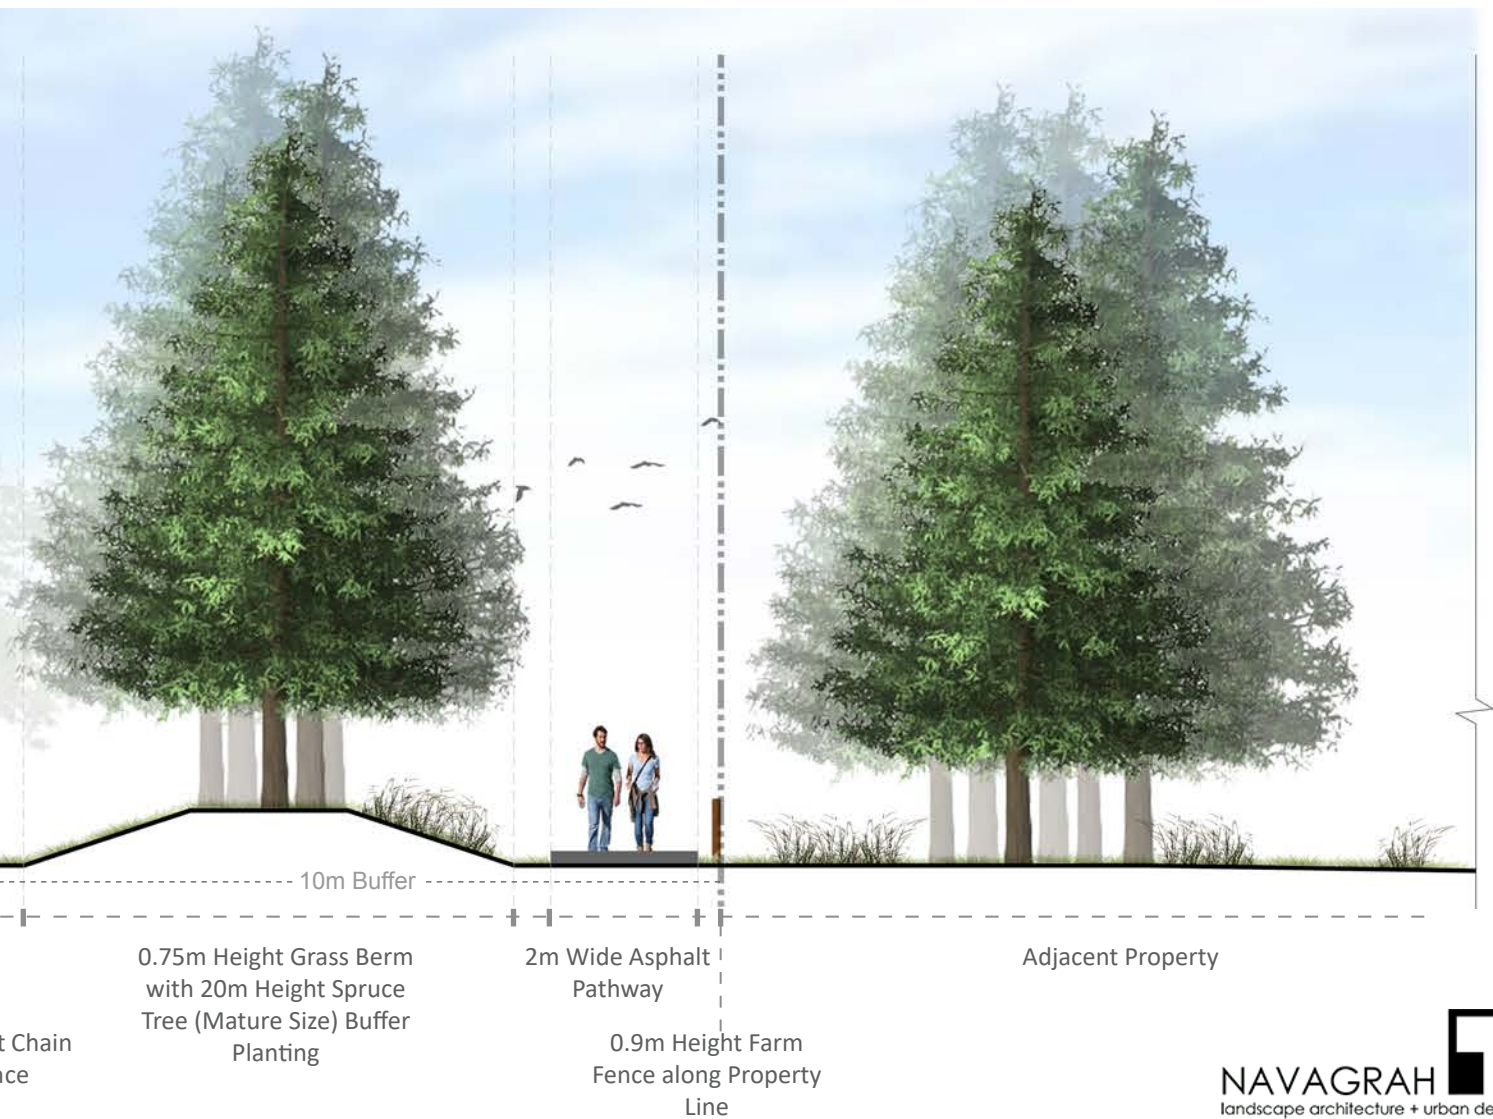 10m Buffer
0.75m Height Grass Berm
with 20m Height Spruce
Tree (Mature Size) Buffer
Planting
2m Wide Asphalt
Pathway
Adjacent Property
Chain
0.9m Height Farm
Fence along Property
Line
NAVAGRAH
landscape architecture + urban